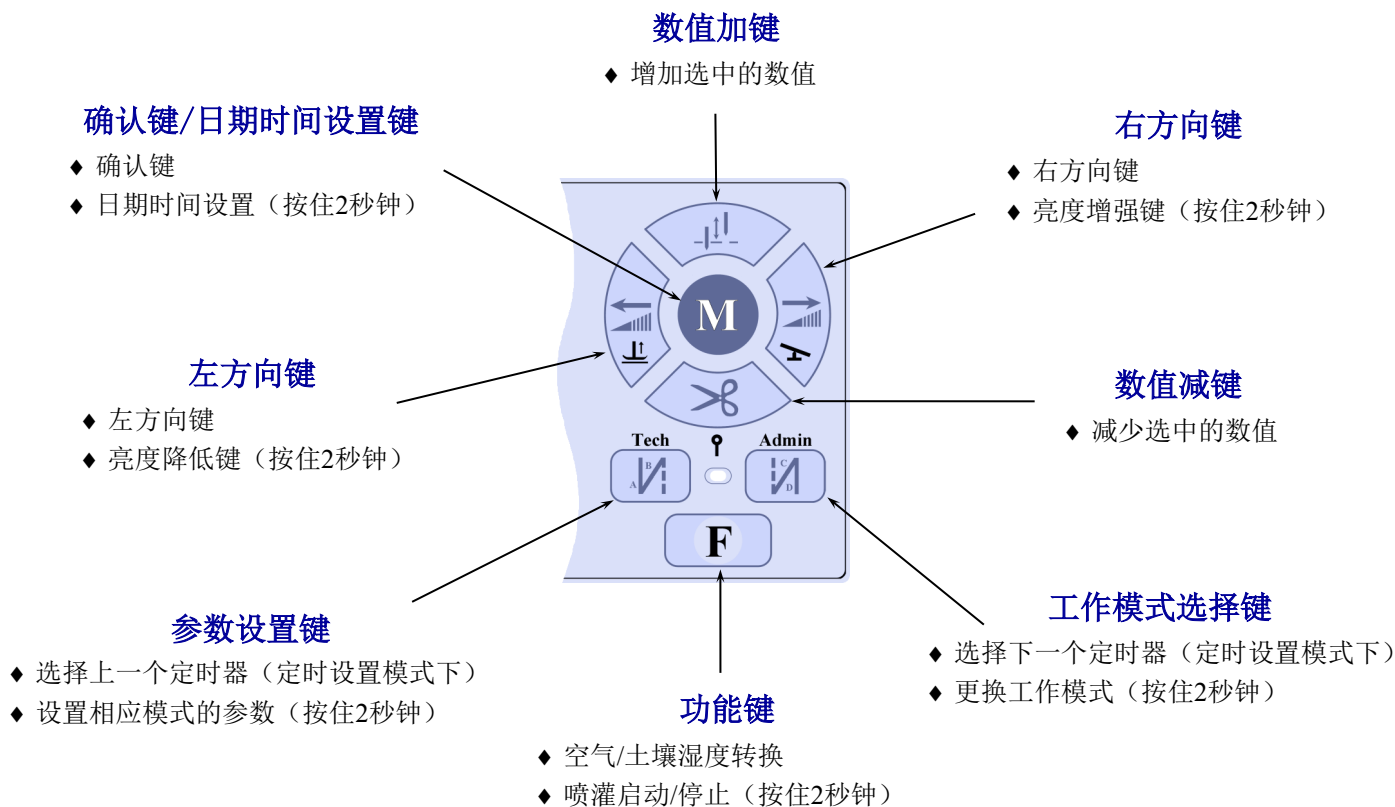 数值加键
♦ 增加选中的数值
确认键/日期时间设置键
♦ 确认键
♦ 日期时间设置（按住2秒钟）
右方向键
♦ 右方向键
♦ 亮度增强键（按住2秒钟）
M
左方向键
♦ 左方向键
♦ 亮度降低键（按住2秒钟）
数值减键
♦ 减少选中的数值
Tech
Admin
A B
C D
F
参数设置键
♦ 选择上一个定时器（定时设置模式下）
♦ 设置相应模式的参数（按住2秒钟）
工作模式选择键
♦ 选择下一个定时器（定时设置模式下）
♦ 更换工作模式（按住2秒钟）
功能键
♦ 空气/土壤湿度转换
♦ 喷灌启动/停止（按住2秒钟）